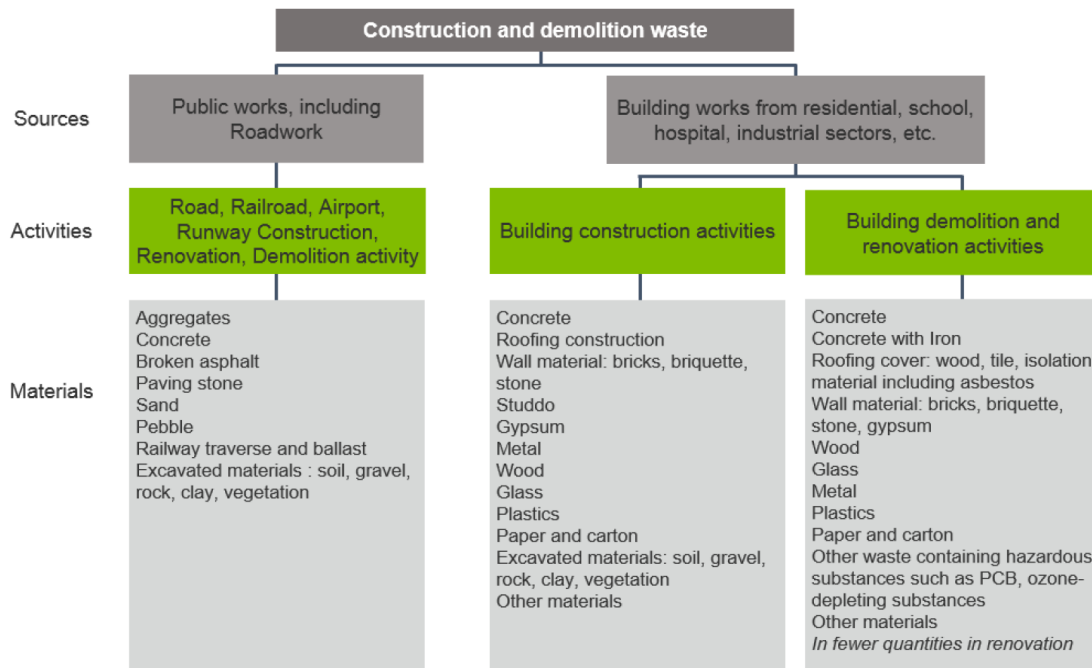 Construction and demolition waste
Sources
Public works, including
Roadwork
Building works from residential, school,
hospital, industrial sectors, etc.
Activities
Road, Railroad, Airport,
Runway Construction,
Renovation, Demolition activity
Building construction activities
Building demolition and
renovation activities
Materials
Aggregates
Concrete
Broken asphalt
Paving stone
Sand
Pebble
Railway traverse and ballast
Excavated materials : soil, gravel,
rock, clay, vegetation
Concrete
Roofing construction
Wall material: bricks, briquette,
stone
Studdo
Gypsum
Metal
Wood
Glass
Plastics
Paper and carton
Excavated materials: soil, gravel,
rock, clay, vegetation
Other materials
Concrete
Concrete with Iron
Roofing cover: wood, tile, isolation
material including asbestos
Wall material: bricks, briquette,
stone, gypsum
Wood
Glass
Metal
Plastics
Paper and carton
Other waste containing hazardous
substances such as PCB, ozone-
depleting substances
Other materials
In fewer quantities in renovation